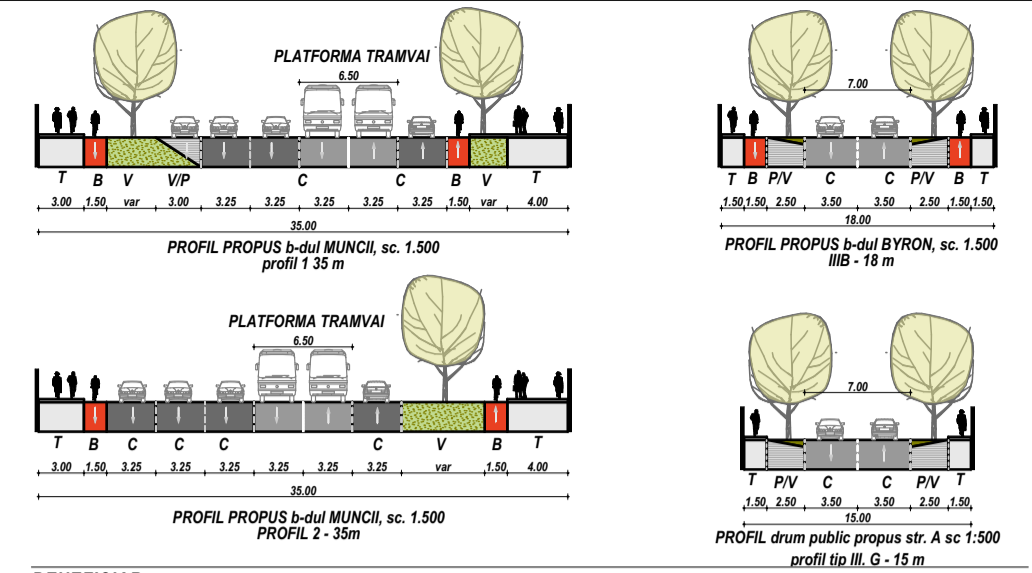 PLATFORMA TRAMVAI
6.50
T B V V/P C C B V T
3.00 1.50 var 3.00 3.25 3.25 3.25 3.25 3.25 1.50 var 4.00
35.00
PROFIL PROPUS b-dul MUNCII, sc. 1.500
profil 1 35 m
7.00
T B P/V C C P/V B T
1.50 1.50 2.50 3.50 3.50 2.50 1.50 1.50
18.00
PROFIL PROPUS b-dul BYRON, sc. 1.500
IIIB - 18 m
PLATFORMA TRAMVAI
6.50
T B C C C C V B T
3.00 1.50 3.25 3.25 3.25 3.25 3.25 3.25 var 1.50 4.00
35.00
PROFIL PROPUS b-dul MUNCII, sc. 1.500
PROFIL 2 - 35m
7.00
T P/V C C P/V T
1.50 2.50 3.50 3.50 2.50 1.50
15.00
PROFIL drum public propus str. A sc 1:500
profil tip III. G - 15 m